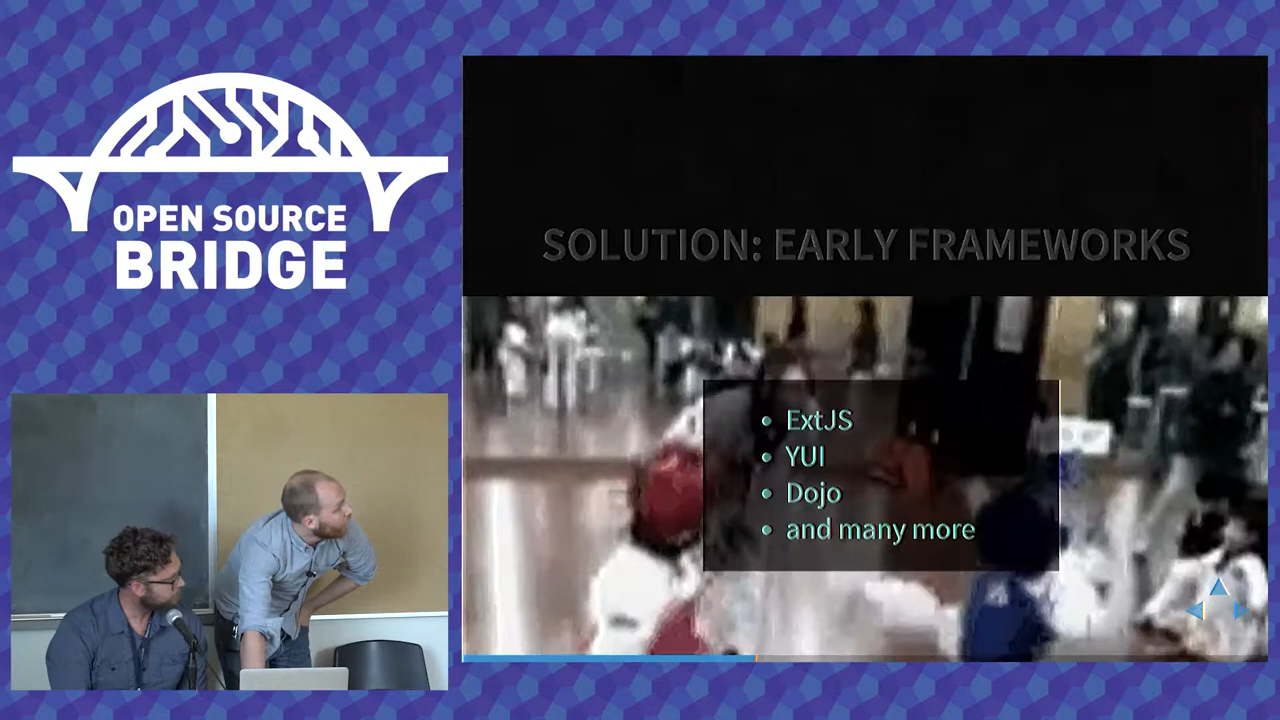 OPEN SOURCE
BRIDGE
SOLUTION: EARLY FRAMEWORKS
ExtJS
YUI
Dojo
and many more